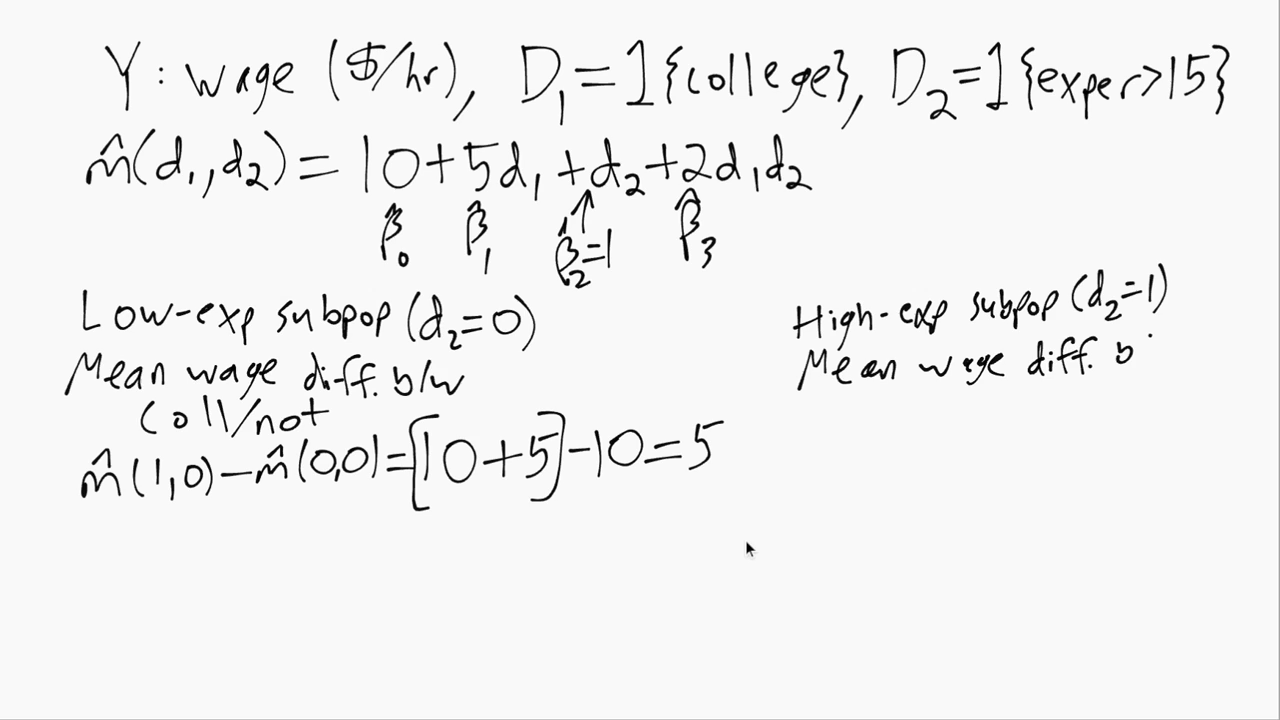 Y: wage ($/hr), D₁=1{college}, D₂=1{exper>15}
m̂(d₁,d₂)=10+5d₁+d₂+2d₁d₂
β̂₀ β̂₁ β̂₂=1 β̂₃
Low-exp subpop (d₂=0)
Mean wage diff. b/w
coll/not
m̂(1,0)-m̂(0,0)=[10+5]-10=5
High-exp subpop (d₂=1)
Mean wage diff. b